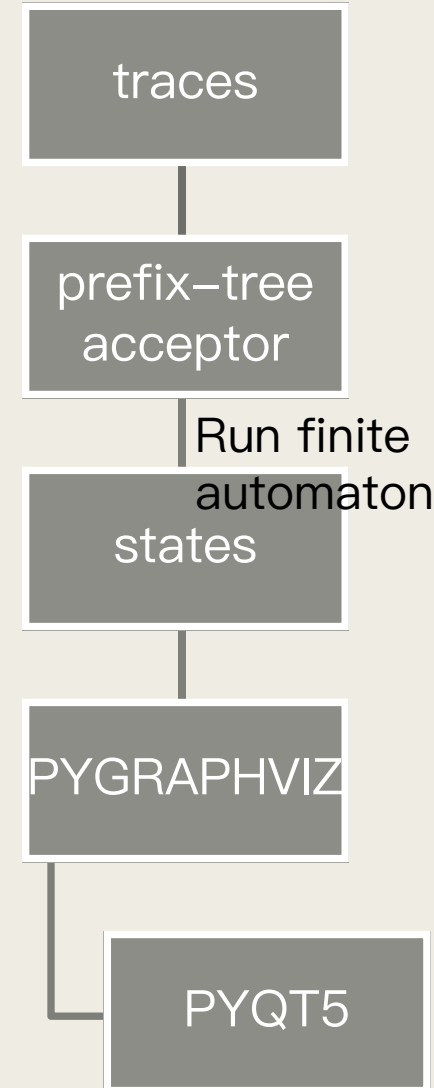 traces
prefix-tree
acceptor
Run finite
automaton
states
PYGRAPHVIZ
PYQT5